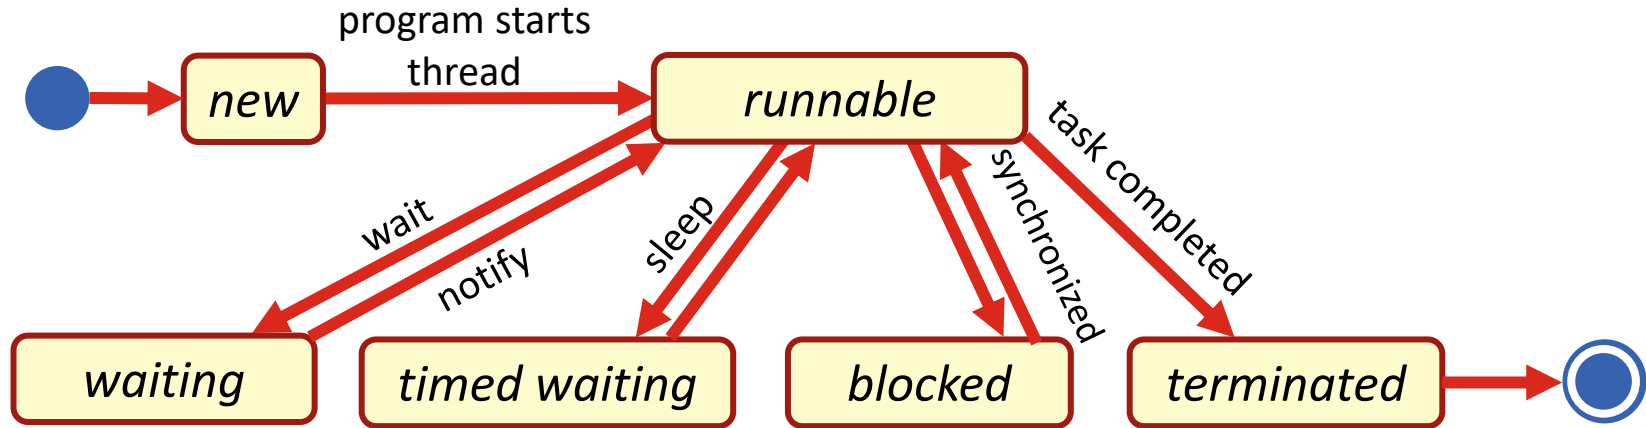 program starts
thread
new
runnable
wait
notify
sleep
synchronized
task completed
waiting
timed waiting
blocked
terminated